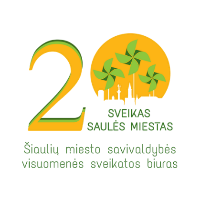 20
SVEIKAS
SAULĖS MIESTAS
Šiaulių miesto savivaldybės
visuomenės sveikatos biuras